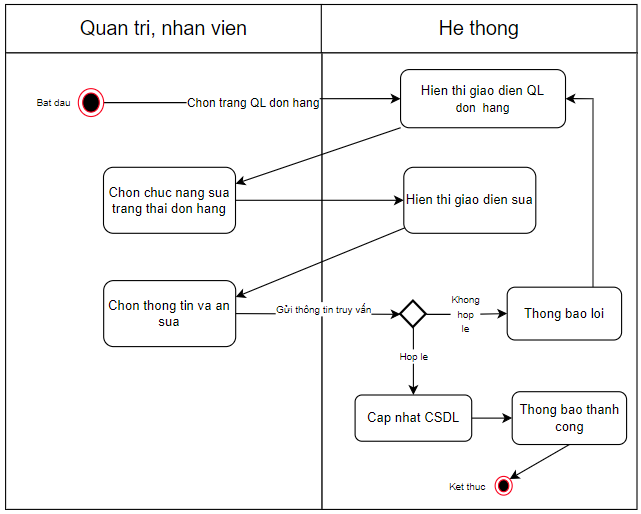 Quan tri, nhan vien
He thong
Bat dau
Chon trang QL don hang
Hien thi giao dien QL
don hang
Chon chuc nang sua
trang thai don hang
Hien thi giao dien sua
Chon thong tin va an
sua
Gửi thông tin truy vấn
Khong
hop
le
Thong bao loi
Hop le
Cap nhat CSDL
Thong bao thanh
cong
Ket thuc